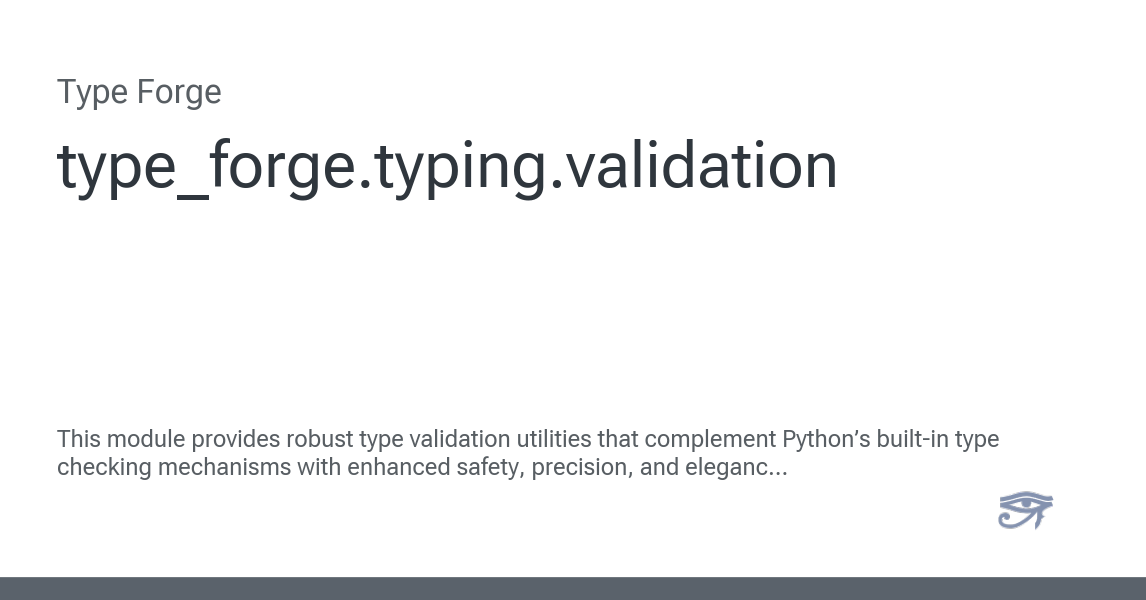 Type Forge
type_forge.typing.validation
This module provides robust type validation utilities that complement Python’s built-in type
checking mechanisms with enhanced safety, precision, and eleganc...